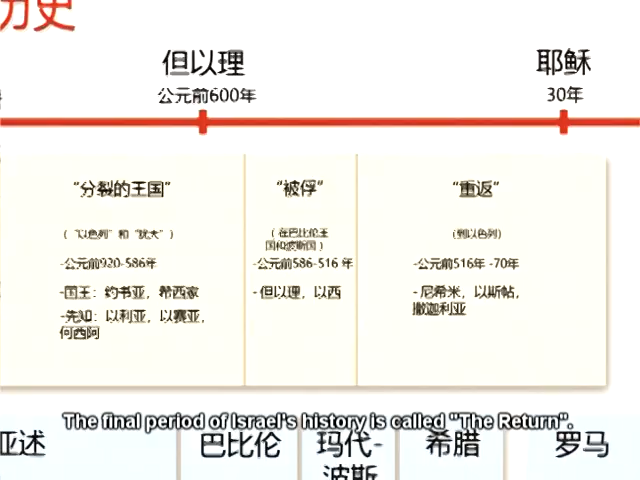 历史
但以理
公元前600年
耶稣
30年
“分裂的王国”
（“以色列”和“犹大”）
-公元前920-586年
-国王：约书亚，希西家
-先知：以利亚，以赛亚，
何西阿
“被俘”
（在巴比伦王
国和波斯国）
-公元前586-516 年
-但以理，以西
“重返”
（到以色列）
-公元前516年 -70年
-尼希米，以斯帖，
撒迦利亚
The final period of Israel's history is called "The Return".
亚述
巴比伦
玛代-
波斯
希腊
罗马